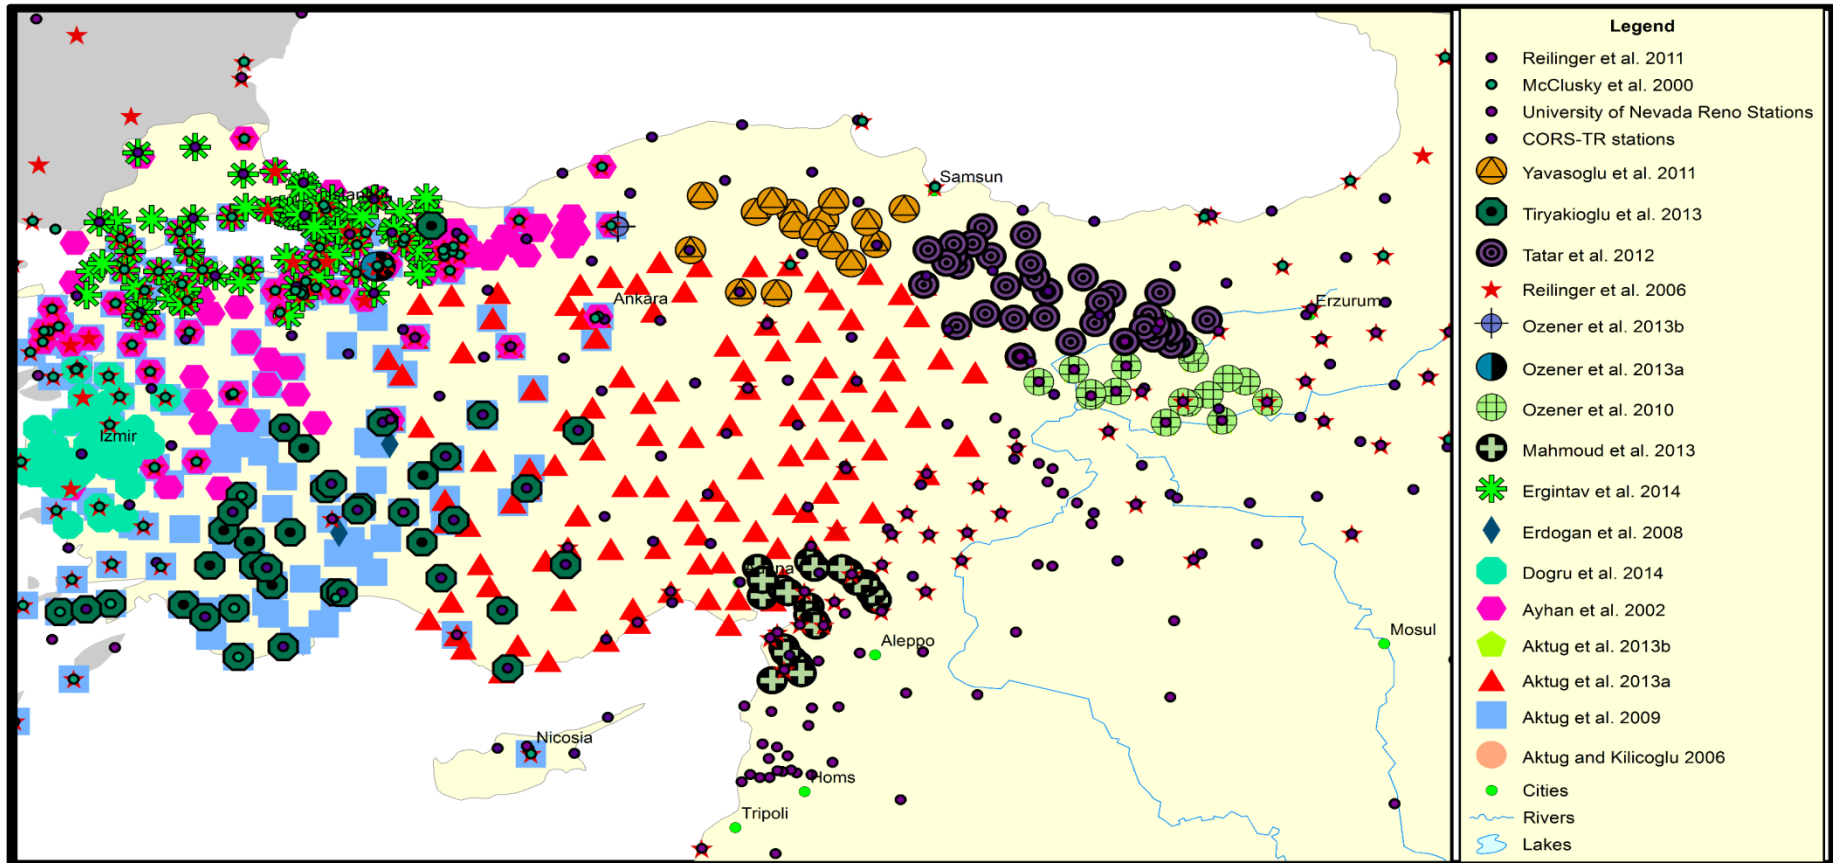 Samsun
Ankara
Erzurum
Izmir
Aleppo
Mosul
Nicosia
Homs
Tripoli
Legend
Reilinger et al. 2011
McClusky et al. 2000
University of Nevada Reno Stations
CORS-TR stations
Yavasoglu et al. 2011
Tiryakioglu et al. 2013
Tatar et al. 2012
Reilinger et al. 2006
Ozener et al. 2013b
Ozener et al. 2013a
Ozener et al. 2010
Mahmoud et al. 2013
Ergintav et al. 2014
Erdogan et al. 2008
Dogru et al. 2014
Ayhan et al. 2002
Aktug et al. 2013b
Aktug et al. 2013a
Aktug et al. 2009
Aktug and Kilicoglu 2006
Cities
Rivers
Lakes